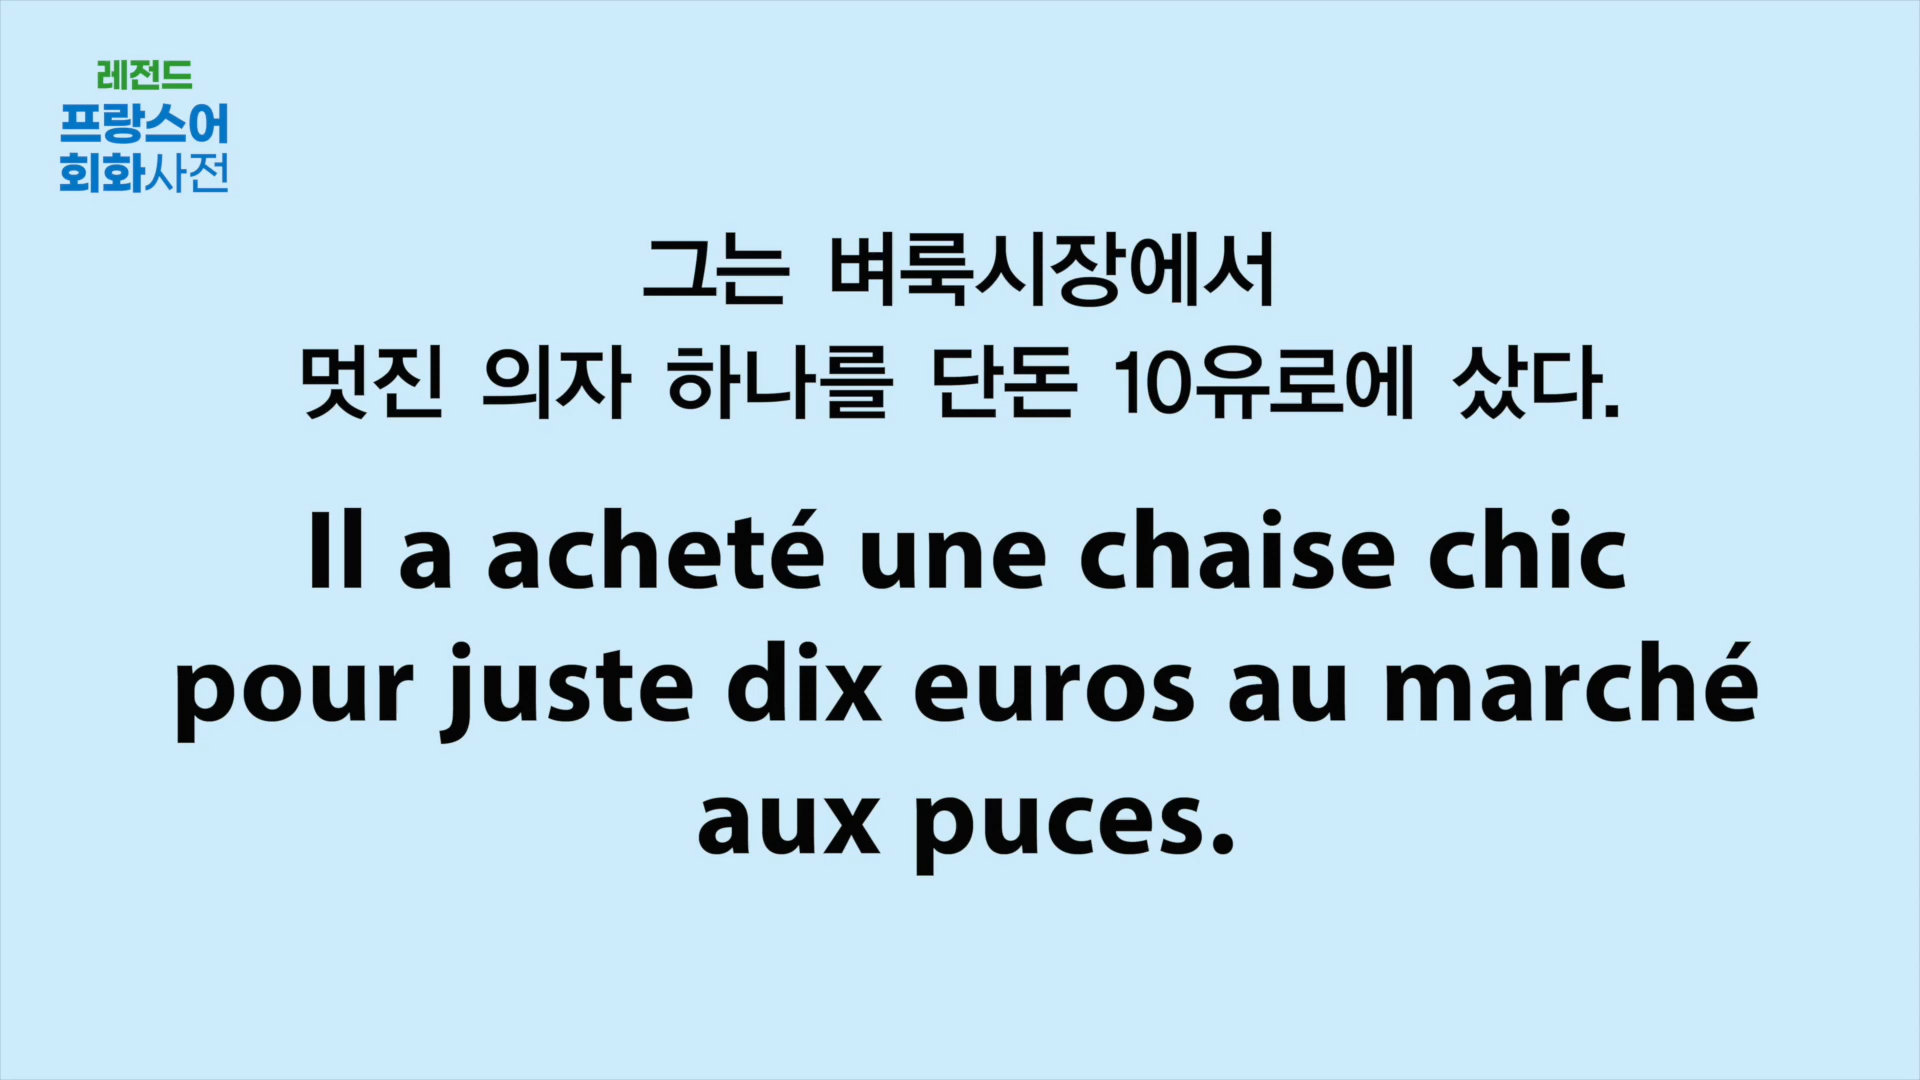 레전드
프랑스어
회화사전
그는 벼룩시장에서
멋진 의자 하나를 단돈 10유로에 샀다.
Il a acheté une chaise chic
pour juste dix euros au marché
aux puces.